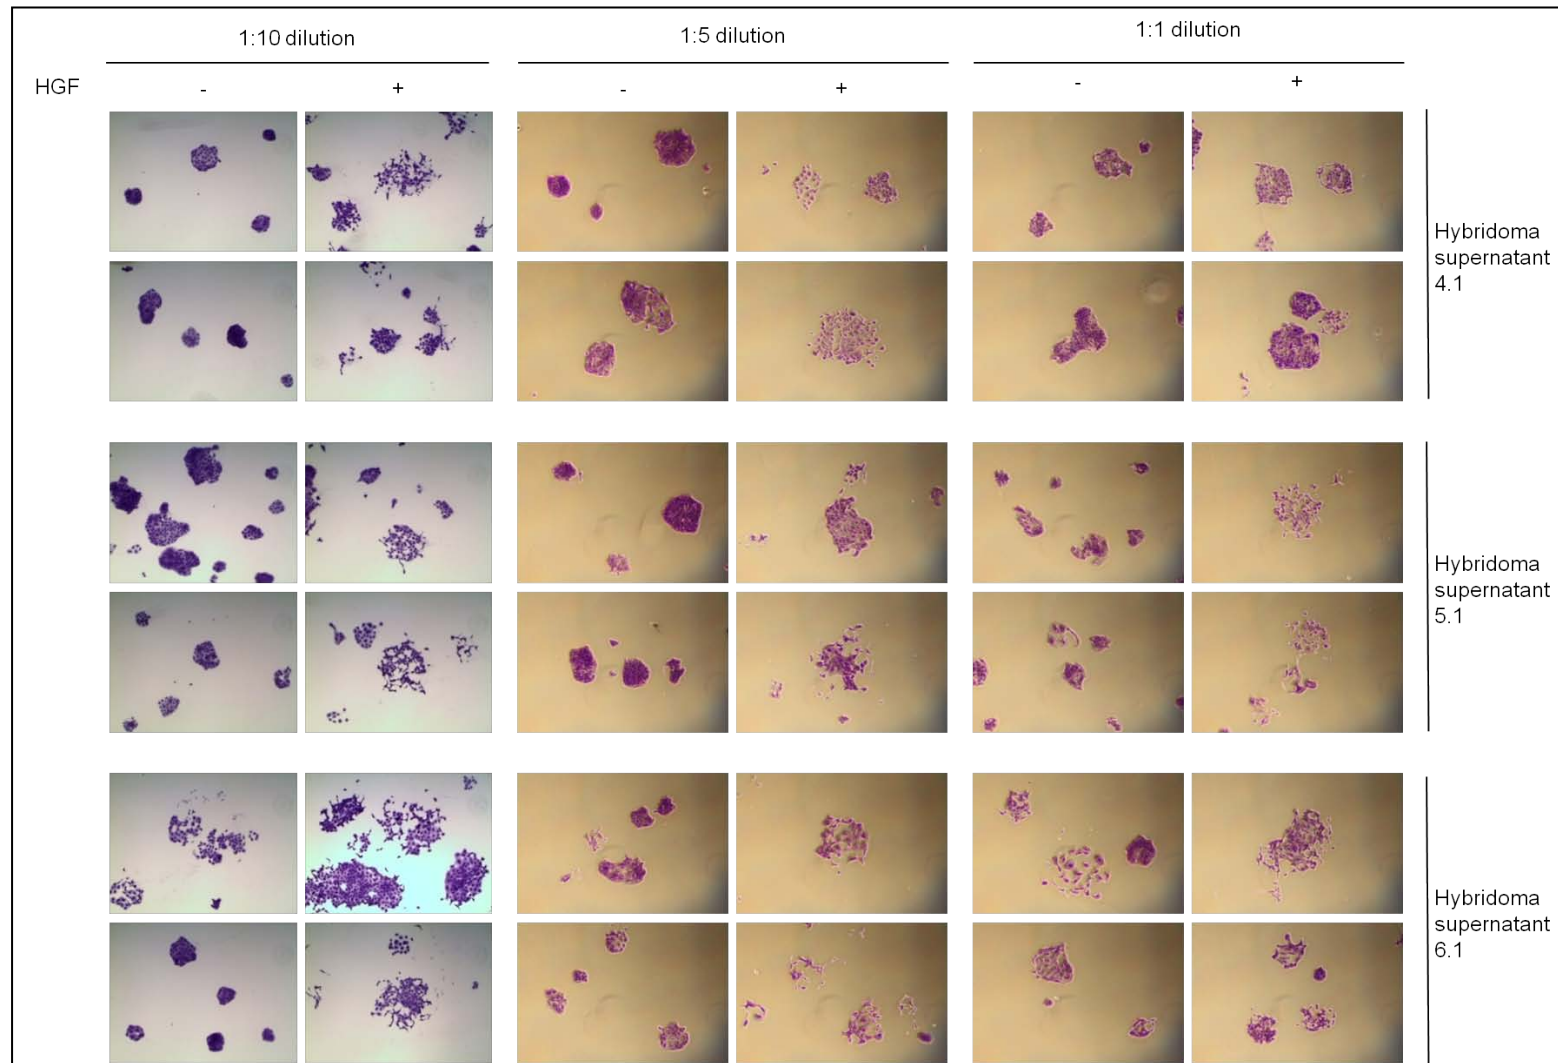 1:10 dilution
1:5 dilution
1:1 dilution
HGF
-
+
-
+
-
+
Hybridoma
supernatant
4.1
Hybridoma
supernatant
5.1
Hybridoma
supernatant
6.1